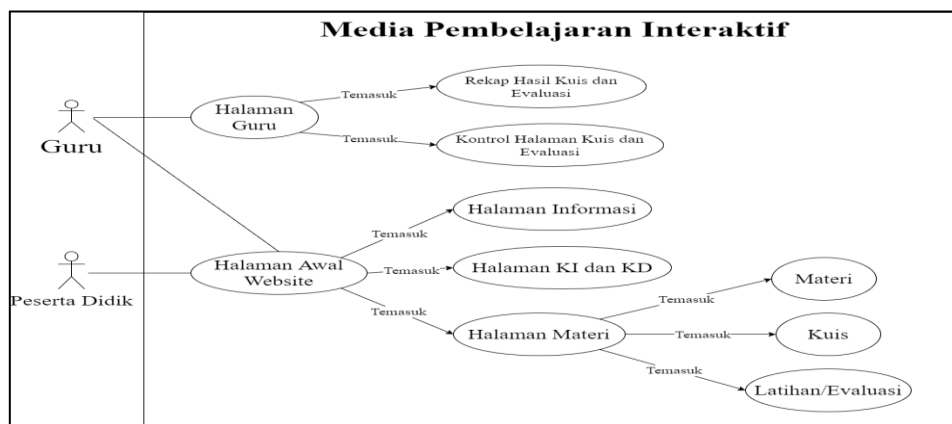 Media Pembelajaran Interaktif
Guru
Halaman
Guru
Temasuk
Rekap Hasil Kuis dan
Evaluasi
Temasuk
Kontrol Halaman Kuis dan
Evaluasi
Peserta Didik
Halaman Awal
Website
Temasuk
Halaman Informasi
Temasuk
Halaman KI dan KD
Temasuk
Halaman Materi
Temasuk
Materi
Temasuk
Kuis
Temasuk
Latihan/Evaluasi